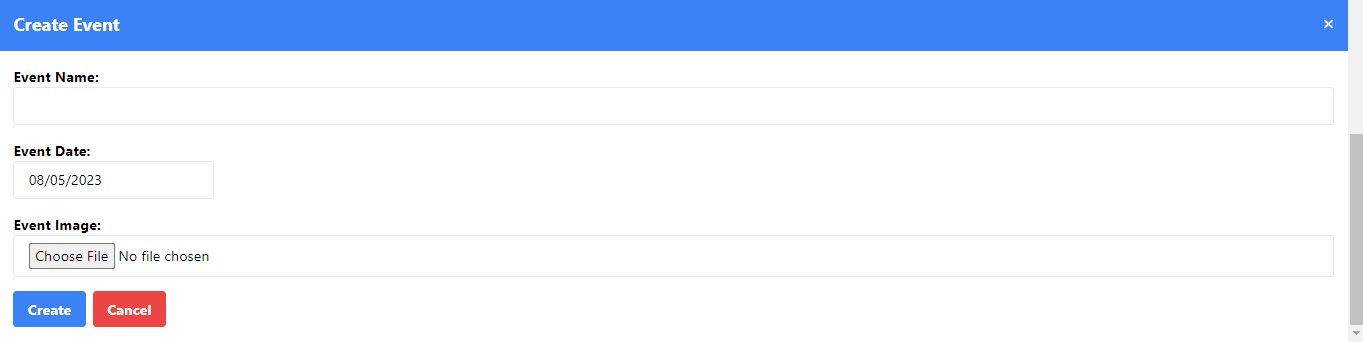 Create Event ×
Event Name:
Event Date:
08/05/2023
Event Image:
Choose File No file chosen
Create Cancel